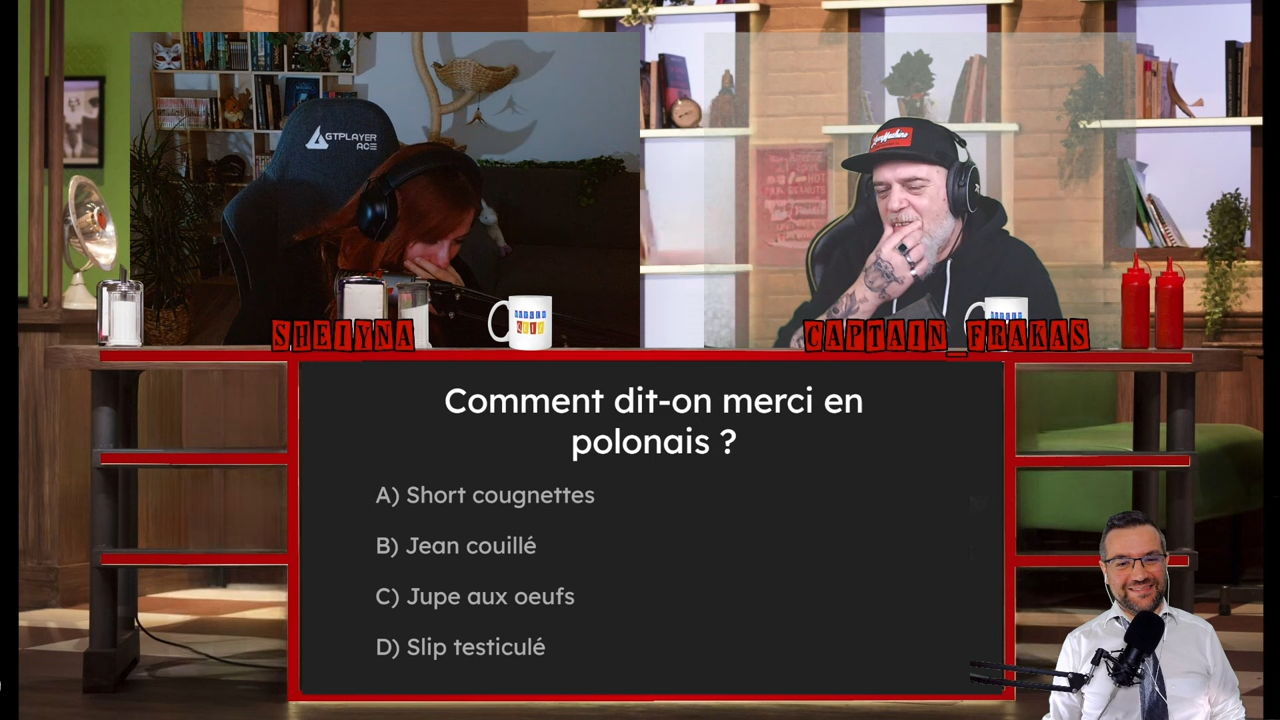 GTPLAYER
ACE
SHEIYNA
CAPTAIN_FRAKAS
Comment dit-on merci en
polonais ?
A) Short cougnettes
B) Jean couillé
C) Jupe aux oeufs
D) Slip testiculé